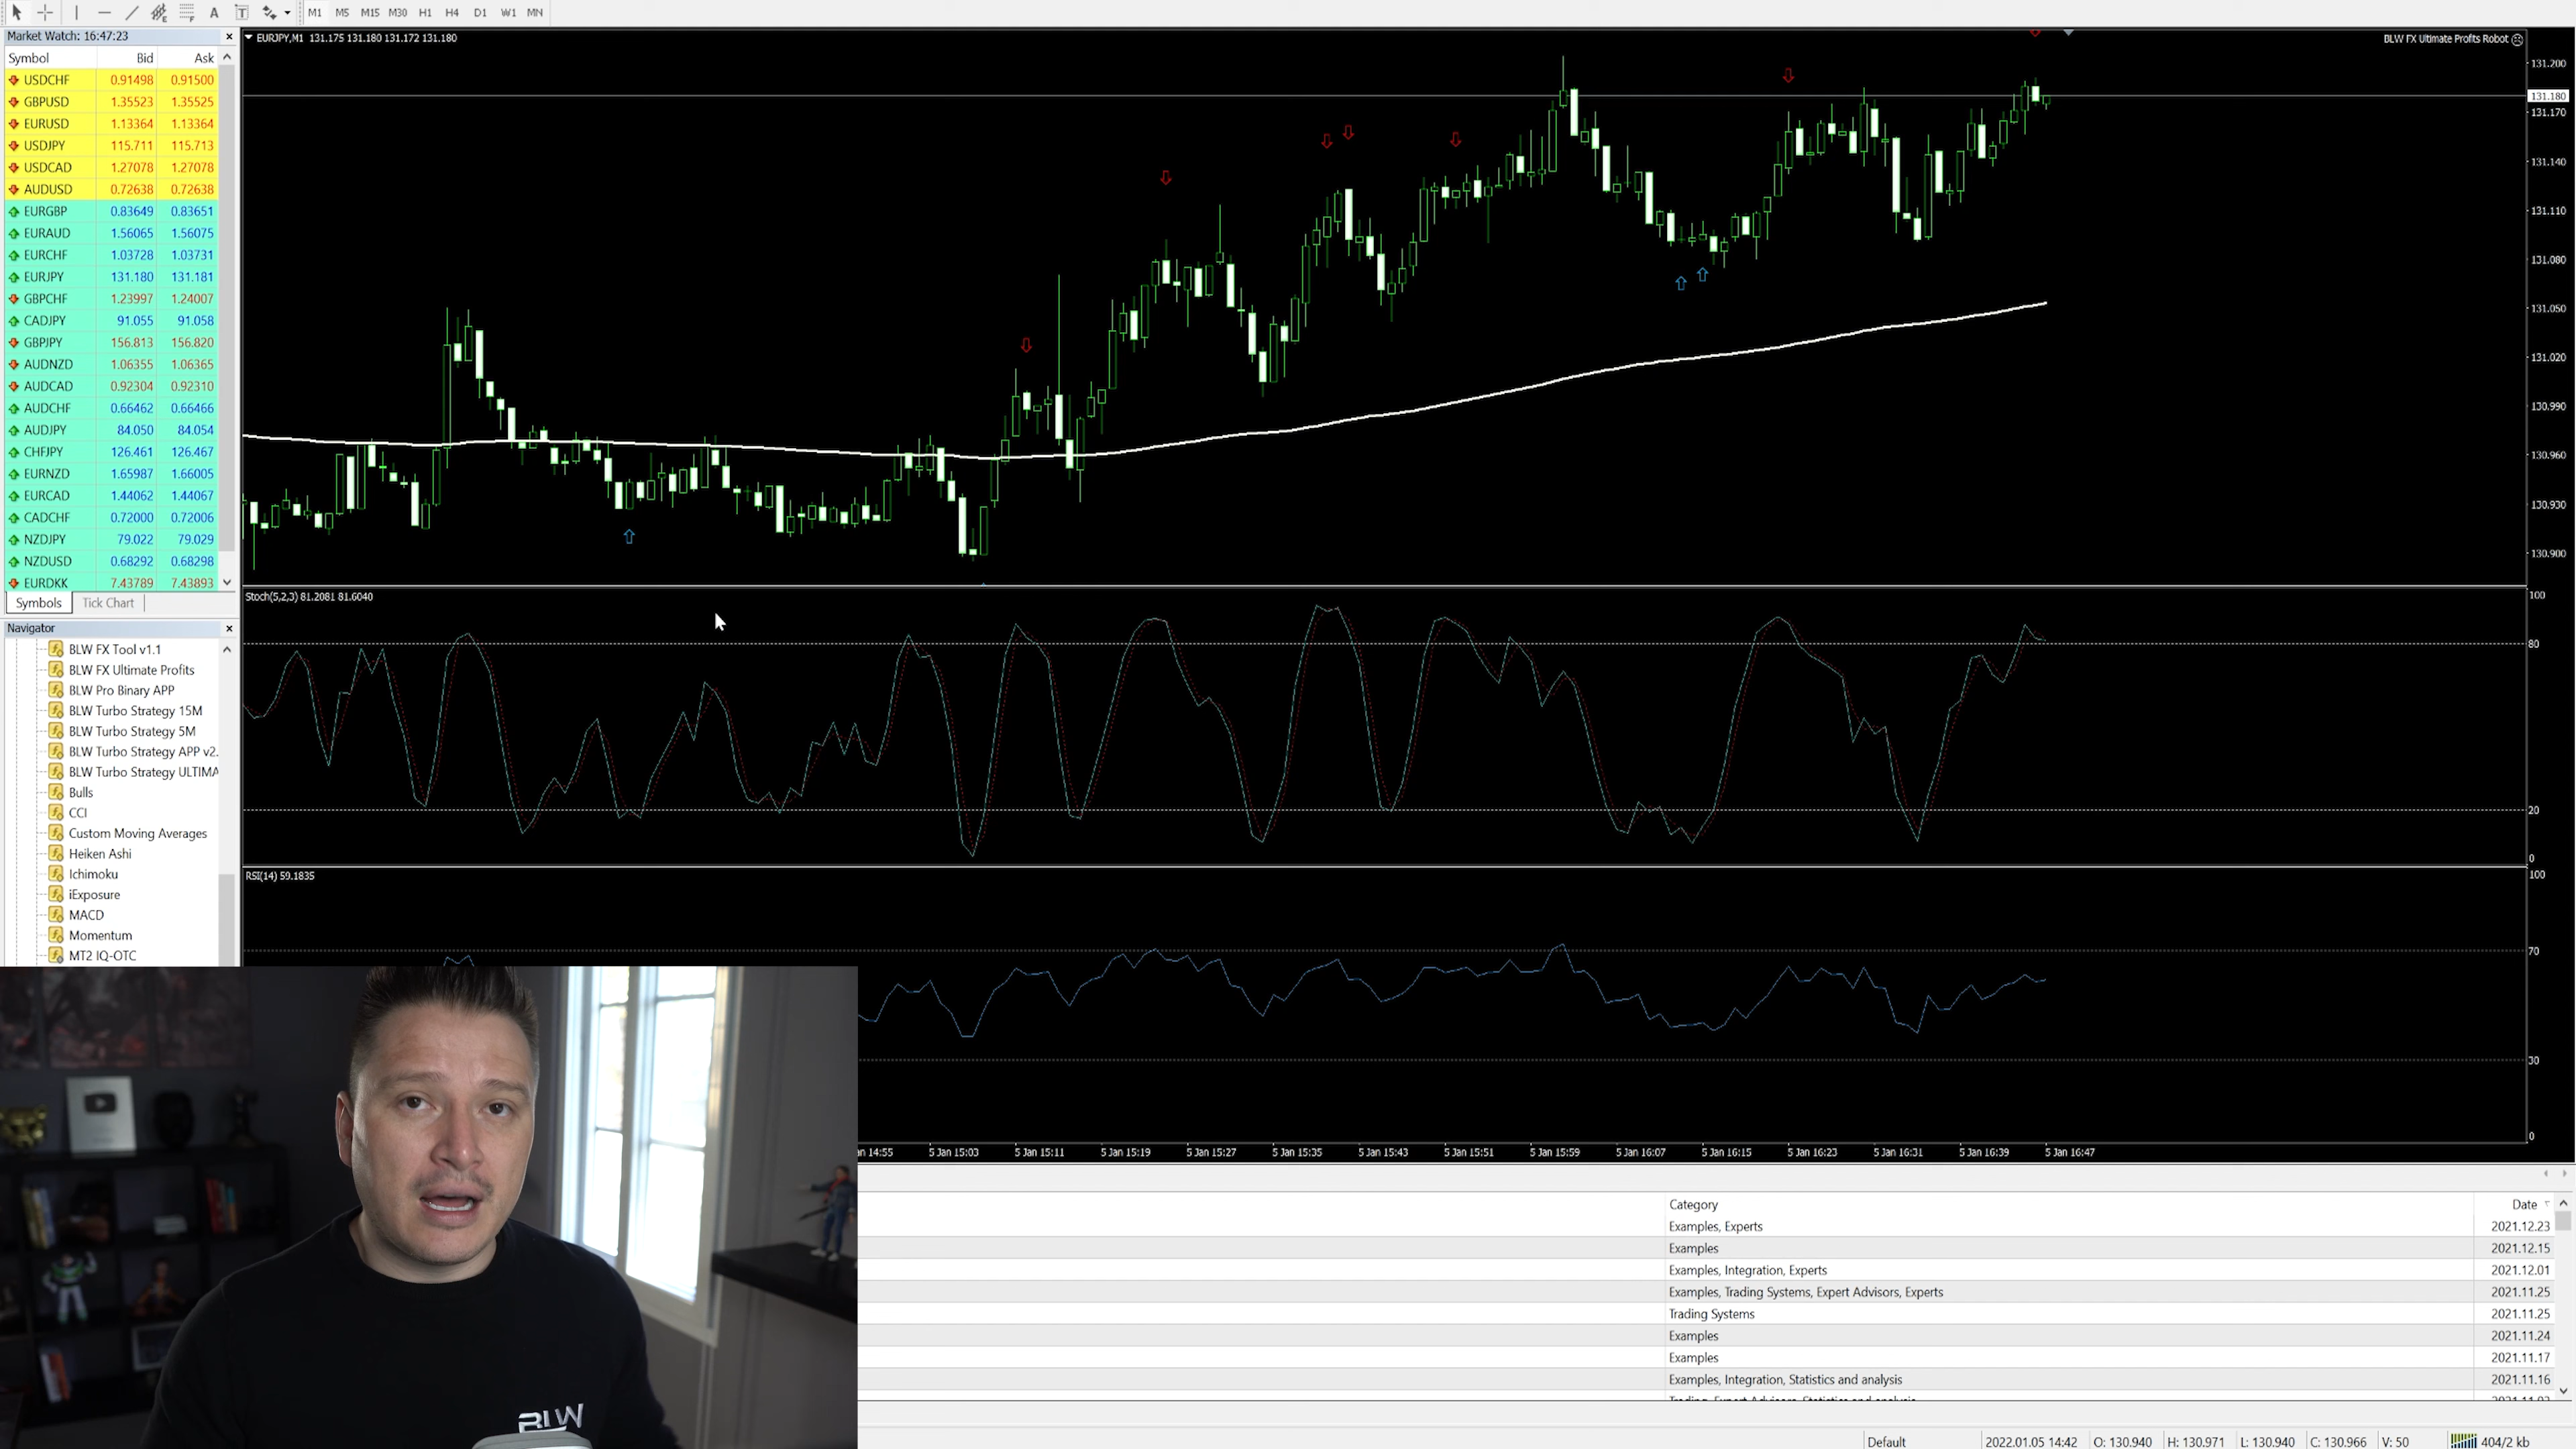 A T M1 M5 M15 M30 H1 H4 D1 W1 MN
Market Watch: 16:47:23
Symbol Bid Ask
USDCHF 0.91498 0.91500
GBPUSD 1.35523 1.35525
EURUSD 1.13364 1.13364
USDJPY 115.711 115.713
USDCAD 1.27078 1.27078
AUDUSD 0.72638 0.72638
EURGBP 0.83649 0.83651
EURAUD 1.56065 1.56075
EURCHF 1.03728 1.03731
EURJPY 131.180 131.181
GBPCHF 1.23997 1.24007
CADJPY 91.055 91.058
GBPJPY 156.813 156.820
AUDNZD 1.06355 1.06365
AUDCAD 0.92304 0.92310
AUDCHF 0.66462 0.66466
AUDJPY 84.050 84.054
CHFJPY 126.461 126.467
EURNZD 1.65987 1.66005
EURCAD 1.44062 1.44067
CADCHF 0.72000 0.72006
NZDJPY 79.022 79.029
NZDUSD 0.68292 0.68298
EURDKK 7.43789 7.43893
Symbols Tick Chart
Navigator
BLW FX Tool v1.1
BLW FX Ultimate Profits
BLW Pro Binary APP
BLW Turbo Strategy 15M
BLW Turbo Strategy 5M
BLW Turbo Strategy APP v2.
BLW Turbo Strategy ULTIMA
Bulls
CCI
Custom Moving Averages
Heiken Ashi
Ichimoku
iExposure
MACD
Momentum
MT2 IQ-OTC
EURJPY,M1 131.175 131.180 131.172 131.180
BLW FX Ultimate Profits Robot
131.200
131.180
131.170
131.140
131.110
131.080
131.050
131.020
130.990
130.960
130.930
130.900
Stoch(5,2,3) 81.2081 81.6040
100
80
20
0
RSI(14) 59.1835
100
70
30
0
an 14:55 5 Jan 15:03 5 Jan 15:11 5 Jan 15:19 5 Jan 15:27 5 Jan 15:35 5 Jan 15:43 5 Jan 15:51 5 Jan 15:59 5 Jan 16:07 5 Jan 16:15 5 Jan 16:23 5 Jan 16:31 5 Jan 16:39 5 Jan 16:47
Category Date
Examples, Experts 2021.12.23
Examples 2021.12.15
Examples, Integration, Experts 2021.12.01
Examples, Trading Systems, Expert Advisors, Experts 2021.11.25
Trading Systems 2021.11.25
Examples 2021.11.24
Examples 2021.11.17
Examples, Integration, Statistics and analysis 2021.11.16
BLW
Default 2022.01.05 14:42 O: 130.940 H: 130.971 L: 130.940 C: 130.966 V: 50 404/2 kb